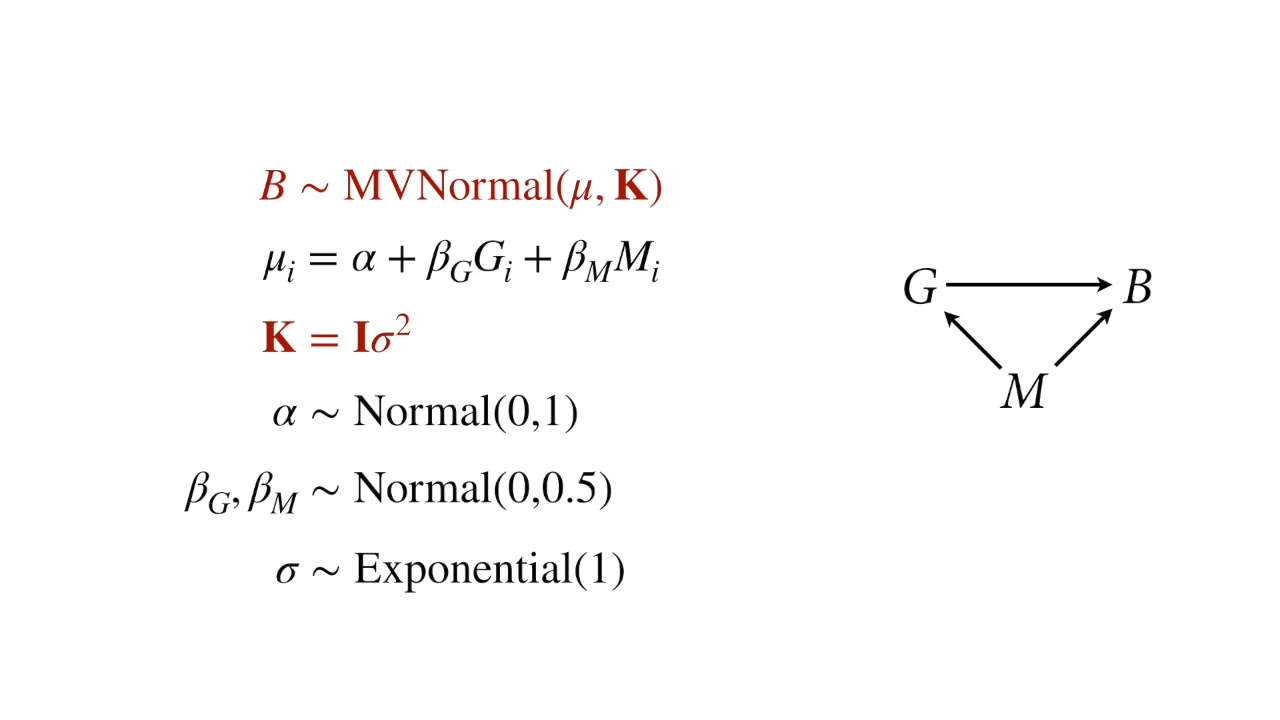 B ∼ MVNormal(μ, K)
μᵢ = α + β_G Gᵢ + β_M Mᵢ
K = Iσ²
α ∼ Normal(0,1)
β_G, β_M ∼ Normal(0,0.5)
σ ∼ Exponential(1)
G B
M